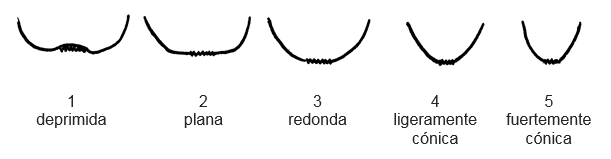 1 2 3 4 5
deprimida plana redonda ligeramente fuertemente
cónica cónica